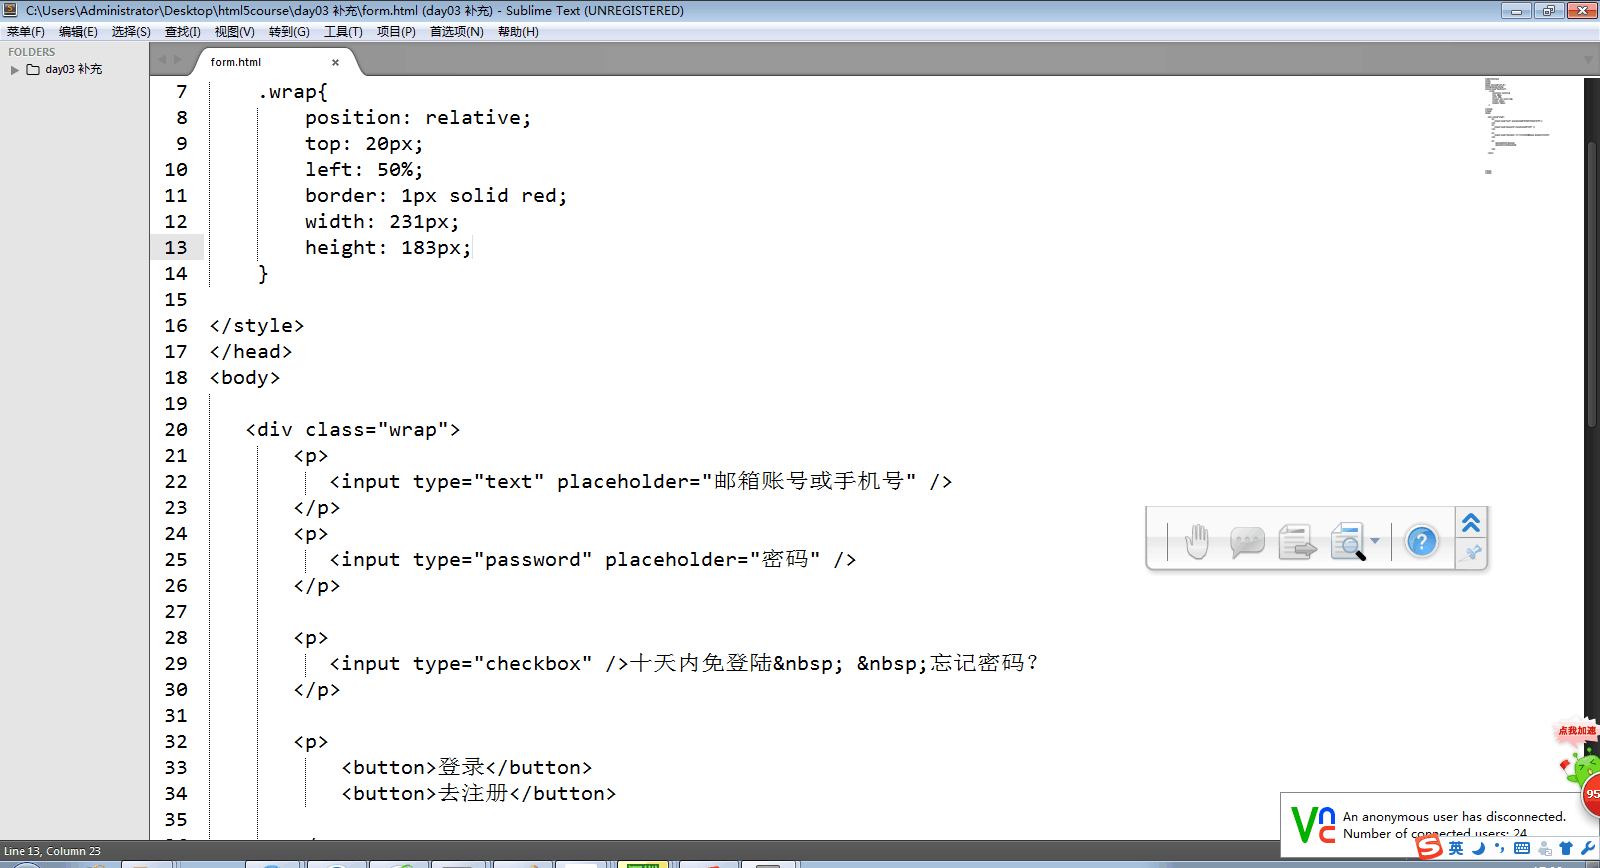 C:\Users\Administrator\Desktop\html5course\day03 补充\form.html (day03 补充) - Sublime Text (UNREGISTERED)
菜单(F) 编辑(E) 选择(S) 查找(I) 视图(V) 转到(G) 工具(T) 项目(P) 首选项(N) 帮助(H)
FOLDERS
day03 补充
form.html
7 .wrap{
8 position: relative;
9 top: 20px;
10 left: 50%;
11 border: 1px solid red;
12 width: 231px;
13 height: 183px;
14 }
15
16 </style>
17 </head>
18 <body>
19
20 <div class="wrap">
21 <p>
22 <input type="text" placeholder="邮箱账号或手机号" />
23 </p>
24 <p>
25 <input type="password" placeholder="密码" />
26 </p>
27
28 <p>
29 <input type="checkbox" />十天内免登陆&nbsp; &nbsp;忘记密码?
30 </p>
31
32 <p>
33 <button>登录</button>
34 <button>去注册</button>
35
点我加速
95
VNC
An anonymous user has disconnected.
Number of connected users: 24
英
Line 13, Column 23